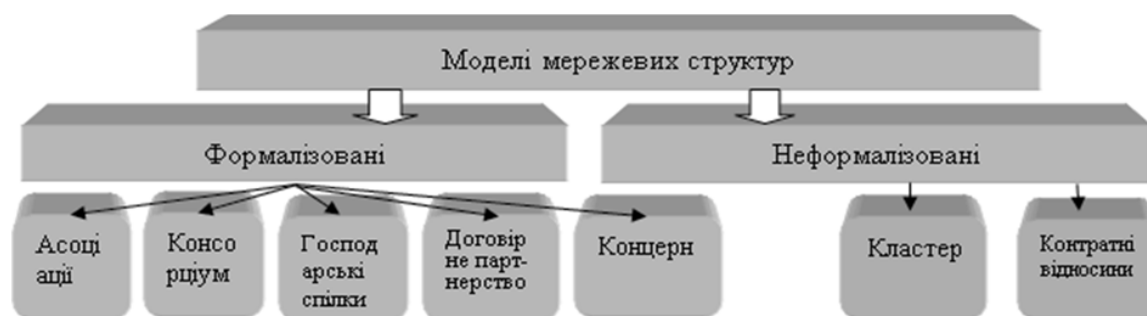 Моделі мережевих структур
Формалізовані
Неформалізовані
Асоці
ації
Консо
рціум
Господ
арські
спілки
Договір
не парт-
нерство
Концерн
Кластер
Контратні
відносини